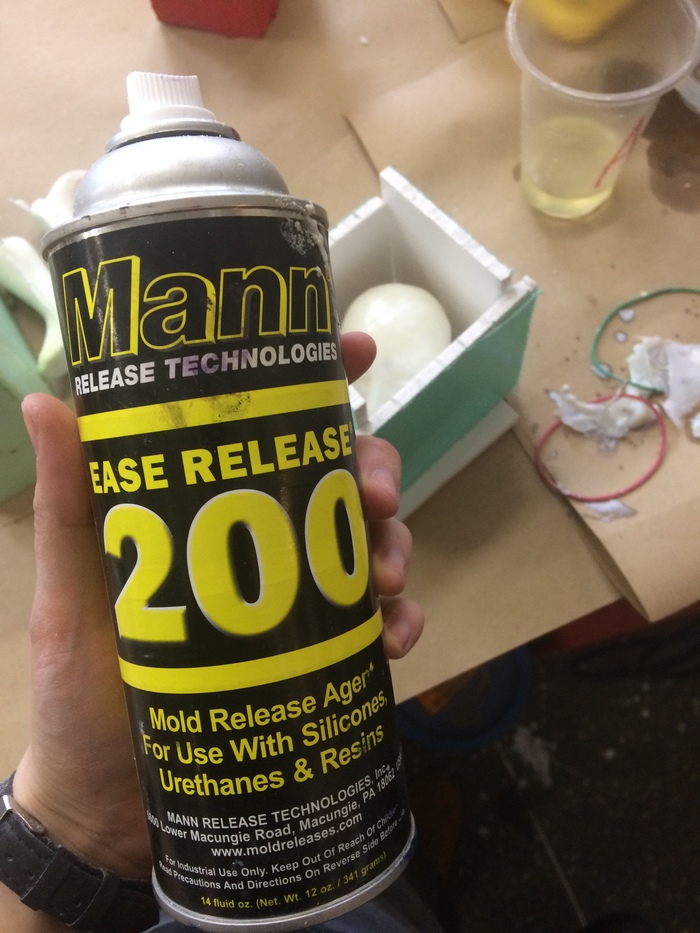 Mann
RELEASE TECHNOLOGIES
EASE RELEASE
200
Mold Release Agent
For Use With Silicones,
Urethanes & Resins
MANN RELEASE TECHNOLOGIES, Inc.
Lower Macungie Road, Macungie, PA 18062
www.moldreleases.com
For Industrial Use Only. Keep Out Of Reach Of
Read Precautions And Directions On Reverse Side Before
14 fluid oz. (Net. Wt. 12 oz. / 341 grams)